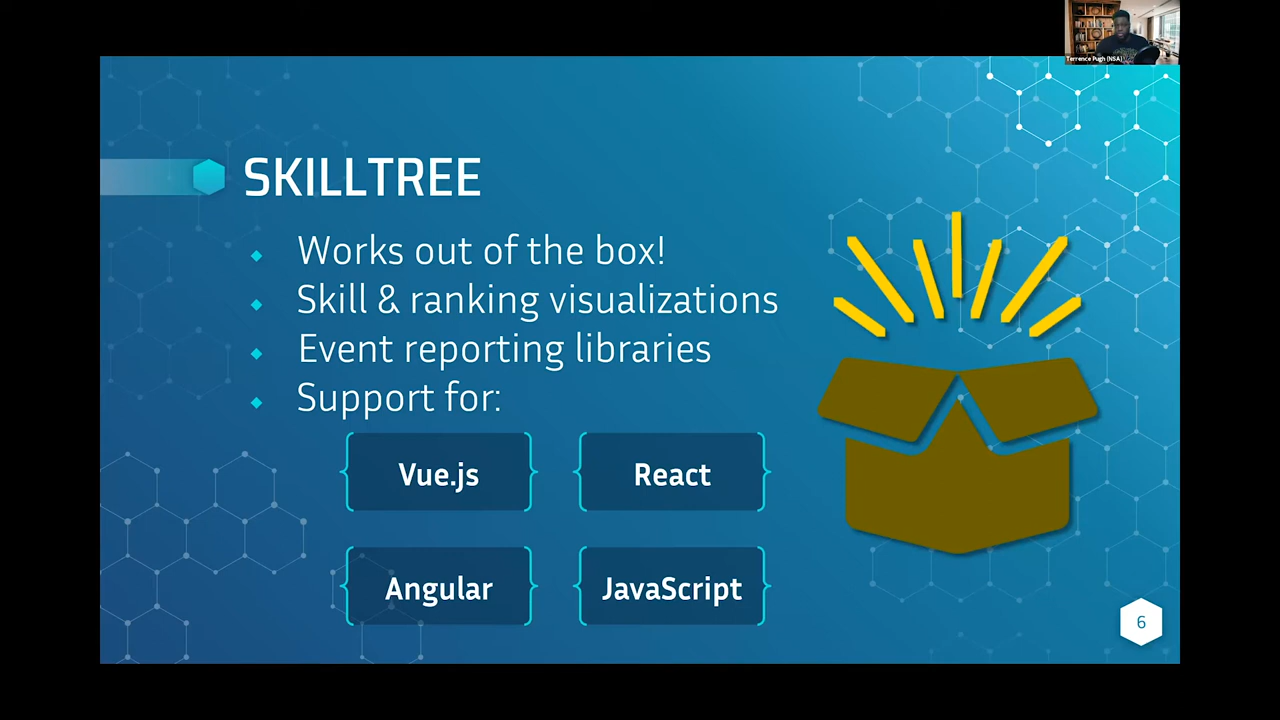 Terrence Pugh (NSA)
SKILLTREE
Works out of the box!
Skill & ranking visualizations
Event reporting libraries
Support for:
Vue.js
React
Angular
JavaScript
6